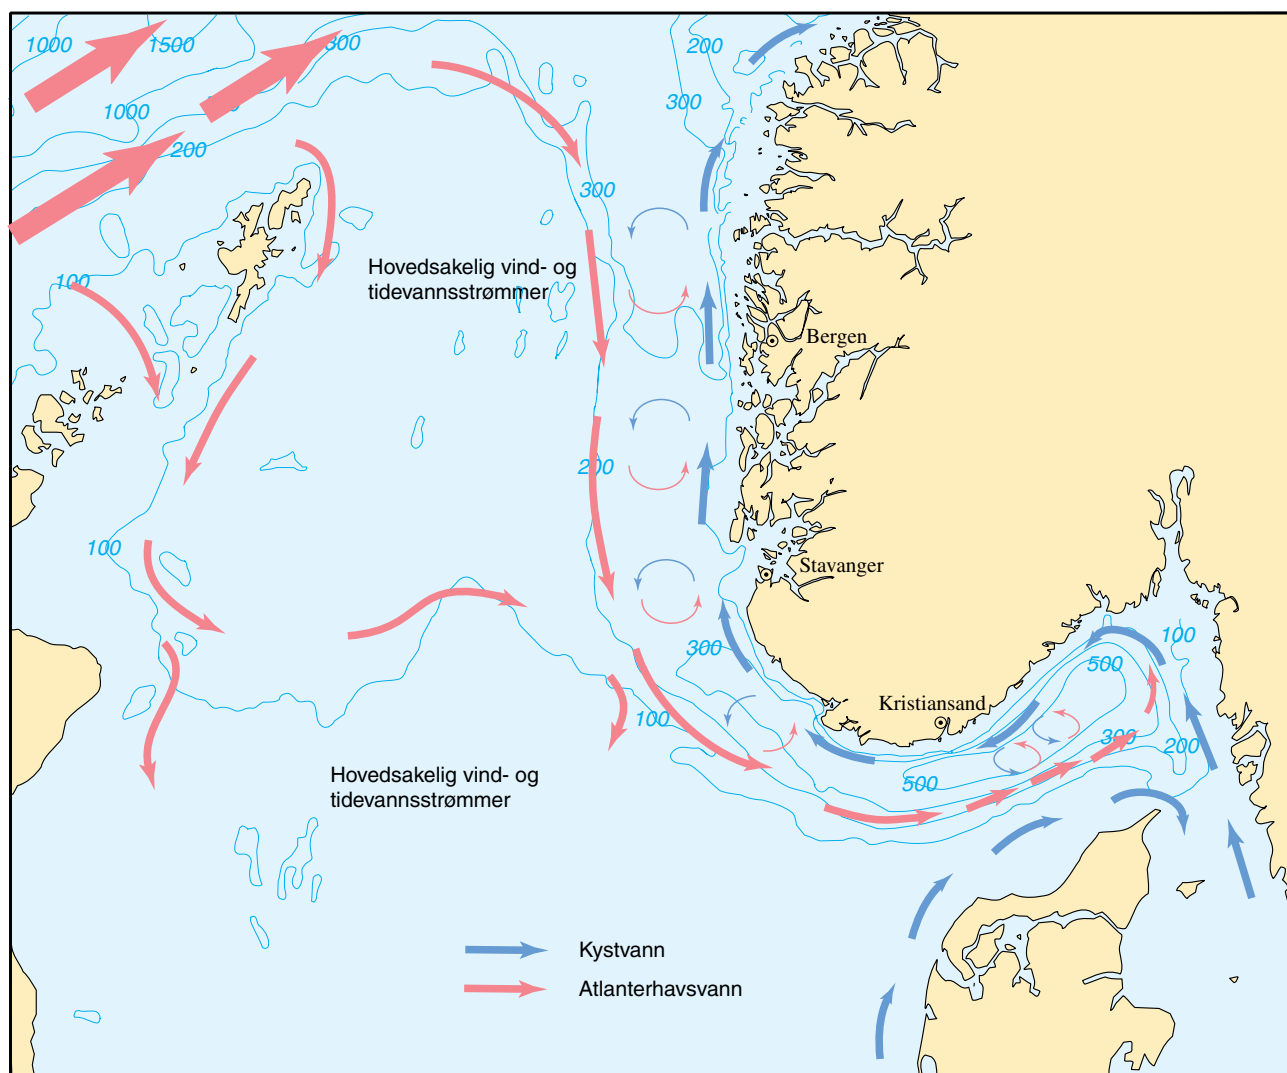 1000
1500
300
200
1000
300
200
300
100
Hovedsakelig vind- og
tidevannsstrømmer
Bergen
200
100
Stavanger
300
100
500
Kristiansand
100
300
200
500
Hovedsakelig vind- og
tidevannsstrømmer
Kystvann
Atlanterhavsvann